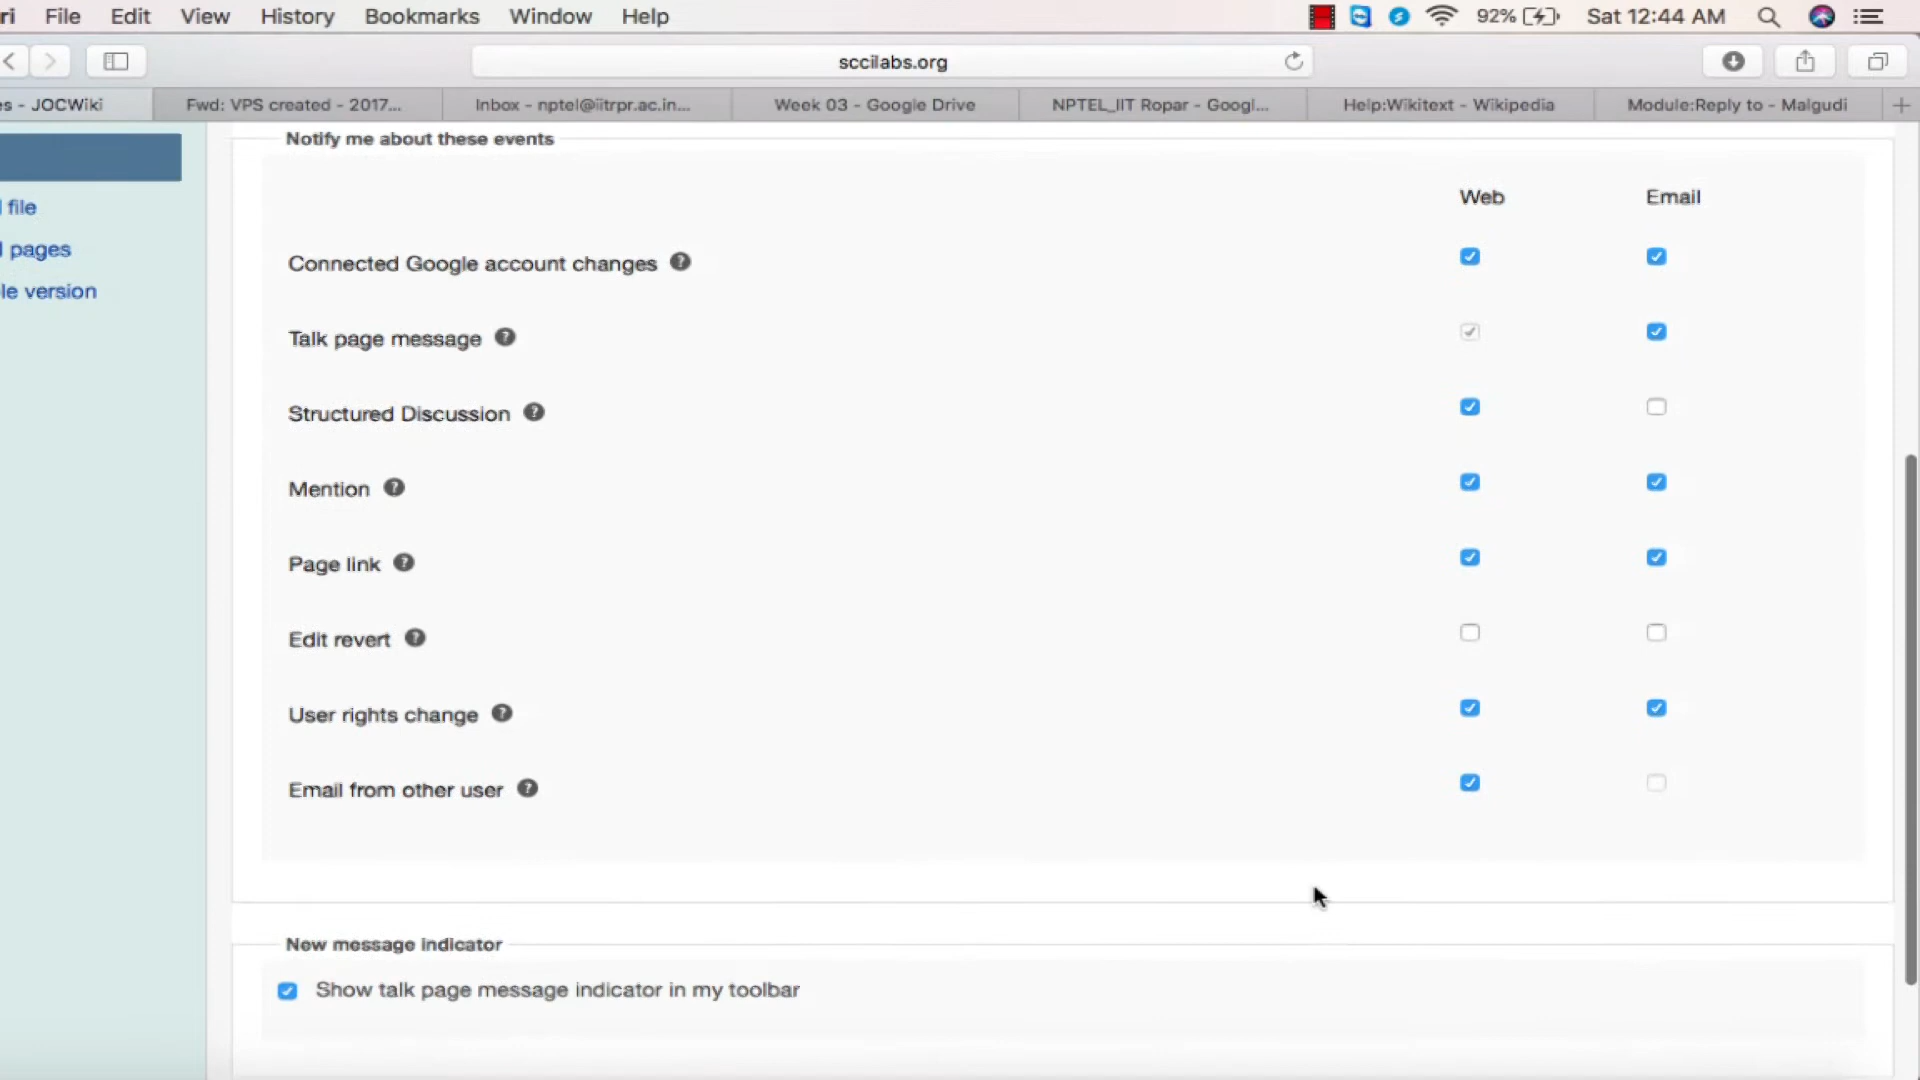 File Edit View History Bookmarks Window Help 92% Sat 12:44 AM
sccilabs.org
- JOCWiki Fwd: VPS created - 2017... Inbox - nptel@iitrpr.ac.in... Week 03 - Google Drive NPTEL_IIT Ropar - Googl... Help:Wikitext - Wikipedia Module:Reply to - Malgudi
Notify me about these events
Web Email
file
pages
version
Connected Google account changes
Talk page message
Structured Discussion
Mention
Page link
Edit revert
User rights change
Email from other user
New message indicator
Show talk page message indicator in my toolbar